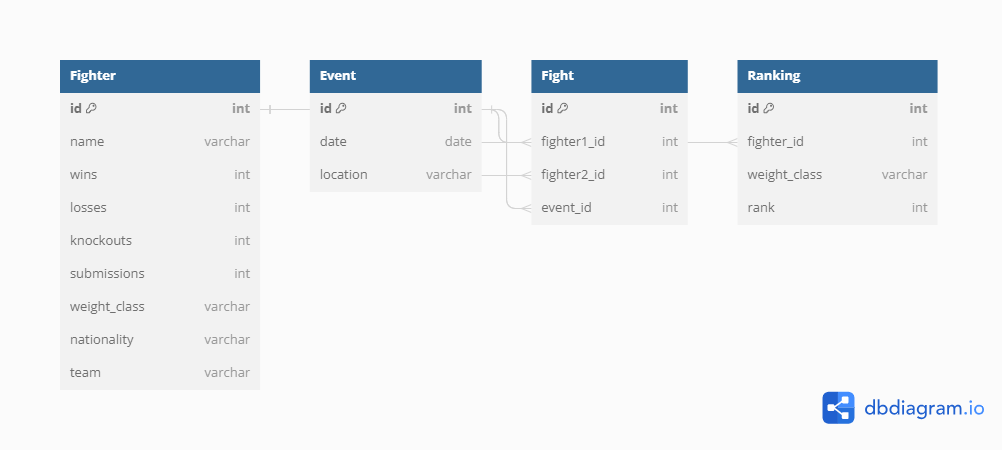 Fighter
id int
name varchar
wins int
losses int
knockouts int
submissions int
weight_class varchar
nationality varchar
team varchar
Event
id int
date date
location varchar
Fight
id int
fighter1_id int
fighter2_id int
event_id int
Ranking
id int
fighter_id int
weight_class varchar
rank int
dbdiagram.io